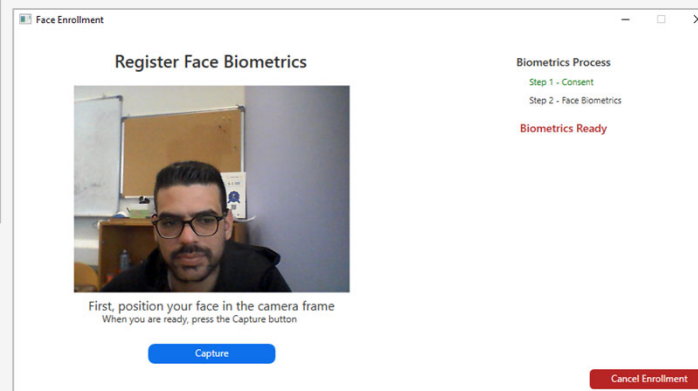 Face Enrollment
Register Face Biometrics
First, position your face in the camera frame
When you are ready, press the Capture button
Capture
Biometrics Process
Step 1 - Consent
Step 2 - Face Biometrics
Biometrics Ready
Cancel Enrollment